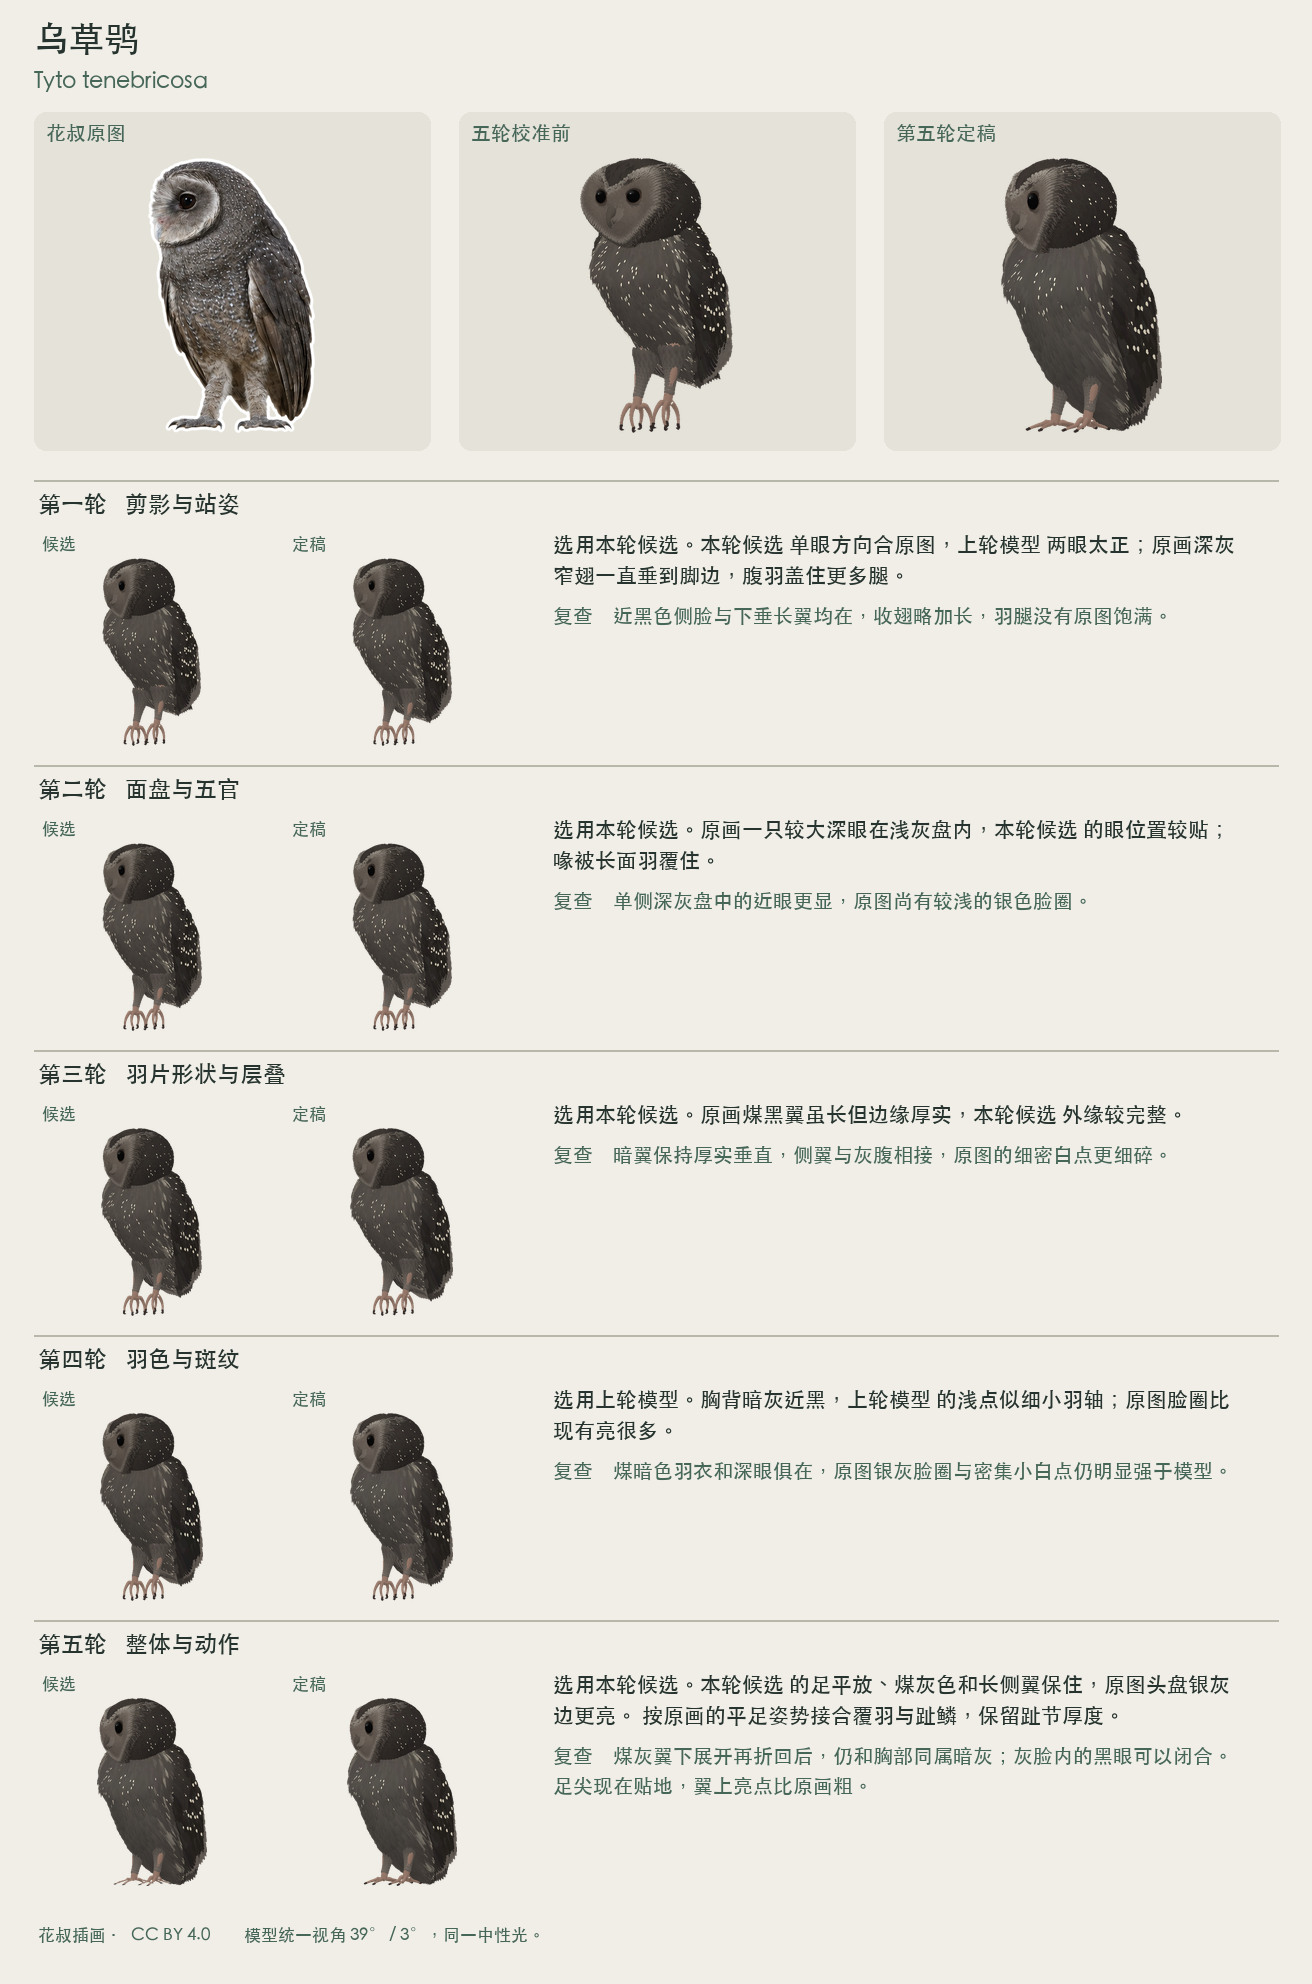 乌草鸮
Tyto tenebricosa
花叔原图
五轮校准前
第五轮定稿
第一轮 剪影与站姿
候选
定稿
选用本轮候选。本轮候选 单眼方向合原图，上轮模型 两眼太正；原画深灰
窄翅一直垂到脚边，腹羽盖住更多腿。
复查 近黑色侧脸与下垂长翼均在，收翅略加长，羽腿没有原图饱满。
第二轮 面盘与五官
候选
定稿
选用本轮候选。原画一只较大深眼在浅灰盘内，本轮候选 的眼位置较贴；
喙被长面羽覆住。
复查 单侧深灰盘中的近眼更显，原图尚有较浅的银色脸圈。
第三轮 羽片形状与层叠
候选
定稿
选用本轮候选。原画煤黑翼虽长但边缘厚实，本轮候选 外缘较完整。
复查 暗翼保持厚实垂直，侧翼与灰腹相接，原图的细密白点更细碎。
第四轮 羽色与斑纹
候选
定稿
选用上轮模型。胸背暗灰近黑，上轮模型 的浅点似细小羽轴；原图脸圈比
现有亮很多。
复查 煤暗色羽衣和深眼俱在，原图银灰脸圈与密集小白点仍明显强于模型。
第五轮 整体与动作
候选
定稿
选用本轮候选。本轮候选 的足平放、煤灰色和长侧翼保住，原图头盘银灰
边更亮。 按原画的平足姿势接合覆羽与趾鳞，保留趾节厚度。
复查 煤灰翼下展开再折回后，仍和胸部同属暗灰；灰脸内的黑眼可以闭合。
足尖现在贴地，翼上亮点比原画粗。
花叔插画· CC BY 4.0 模型统一视角 39° / 3° ，同一中性光。